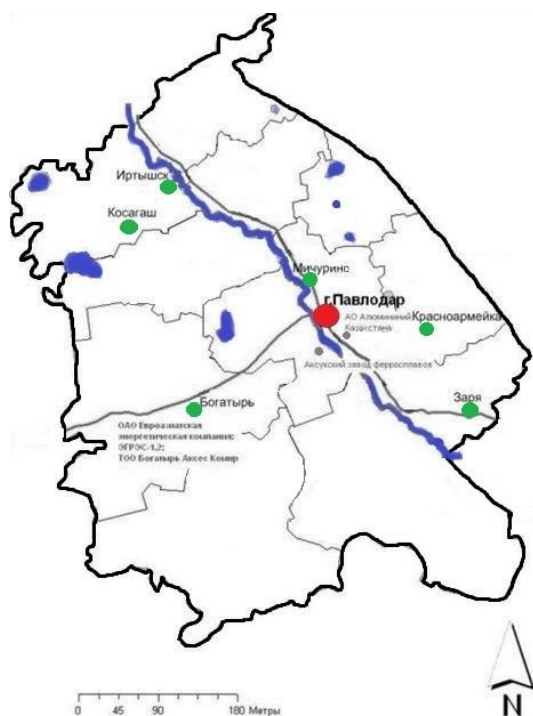 Иртышск
Косагаш
Мичуринс
г.Павлодар
АО Алюминий
Казахстана
Красноармейка
Аксукский завод ферросплавов
Заря
Богатырь
ОАО Евроазиатская
энергетическая компания;
ЭГРЭС-1,2;
ТОО Богатырь Аксес Комир
0 45 90 180 Метры
N